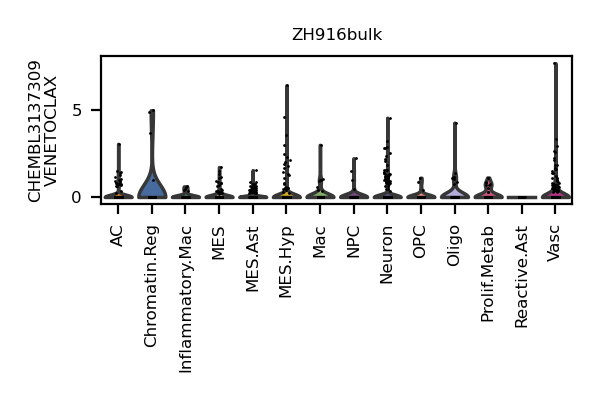 ZH916bulk
CHEMBL3137309
VENETOCLAX
5
0
AC
Chromatin.Reg
Inflammatory.Mac
MES
MES.Ast
MES.Hyp
Mac
NPC
Neuron
OPC
Oligo
Prolif.Metab
Reactive.Ast
Vasc